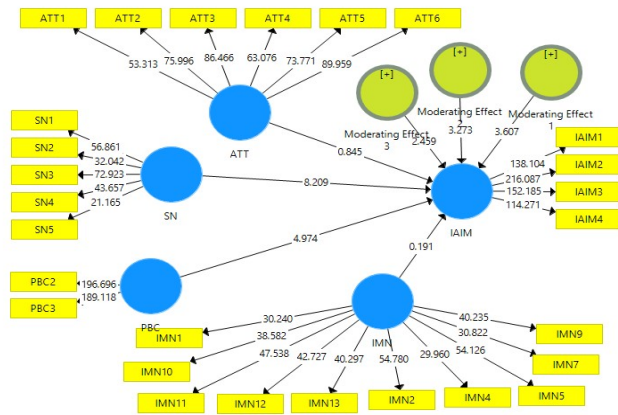 ATT1
ATT2
ATT3
ATT4
ATT5
ATT6
53.313
75.996
86.466
63.076
73.771
89.959
[+]
[+]
[+]
Moderating Effect
3
Moderating Effect
2
Moderating Effect
1
ATT
2.459
3.273
3.607
SN1
SN2
SN3
SN4
SN5
56.861
32.042
72.923
43.657
21.165
SN
0.845
8.209
4.974
0.191
IAIM
138.104
216.087
152.185
114.271
IAIM1
IAIM2
IAIM3
IAIM4
PBC2
PBC3
196.696
189.118
PBC
IMN
30.240
38.582
47.538
42.727
40.297
54.780
29.960
54.126
30.822
40.235
IMN1
IMN10
IMN11
IMN12
IMN13
IMN2
IMN4
IMN5
IMN7
IMN9